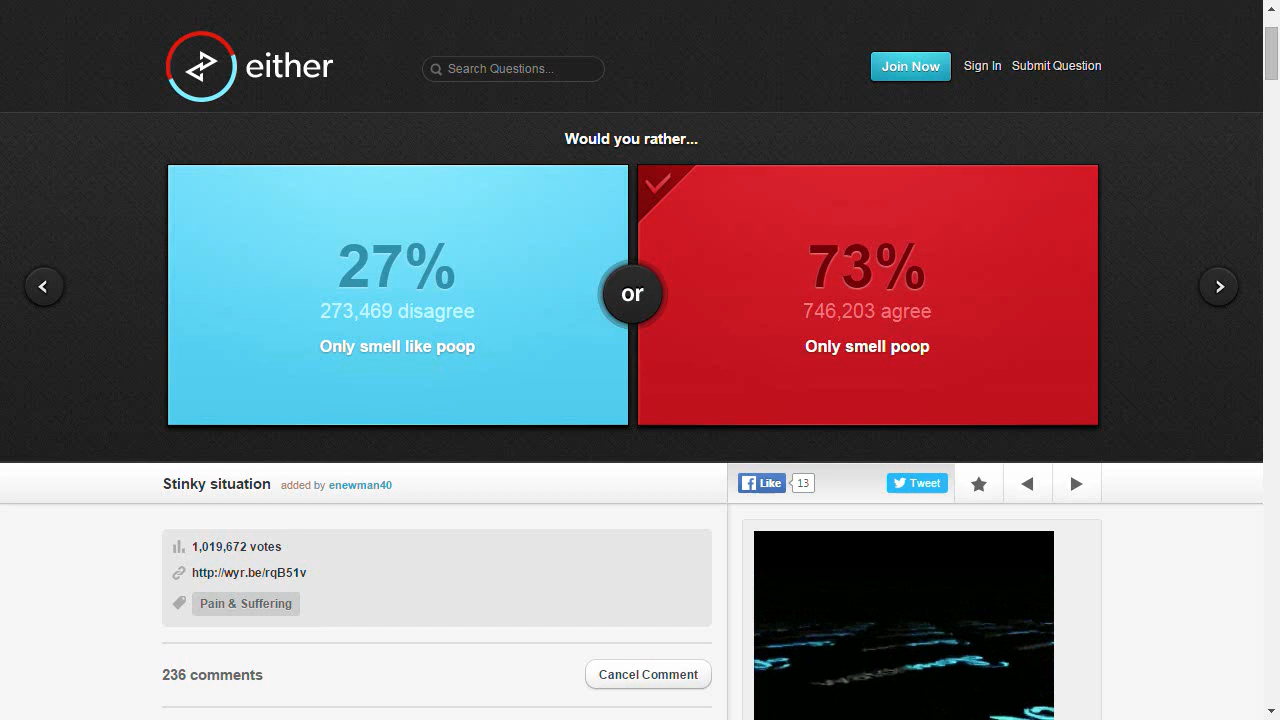 either
Search Questions...
Join Now
Sign In
Submit Question
Would you rather...
27%
273,469 disagree
Only smell like poop
or
73%
746,203 agree
Only smell poop
Stinky situation added by enewman40
Like
13
Tweet
1,019,672 votes
http://wyr.be/rqB51v
Pain & Suffering
236 comments
Cancel Comment